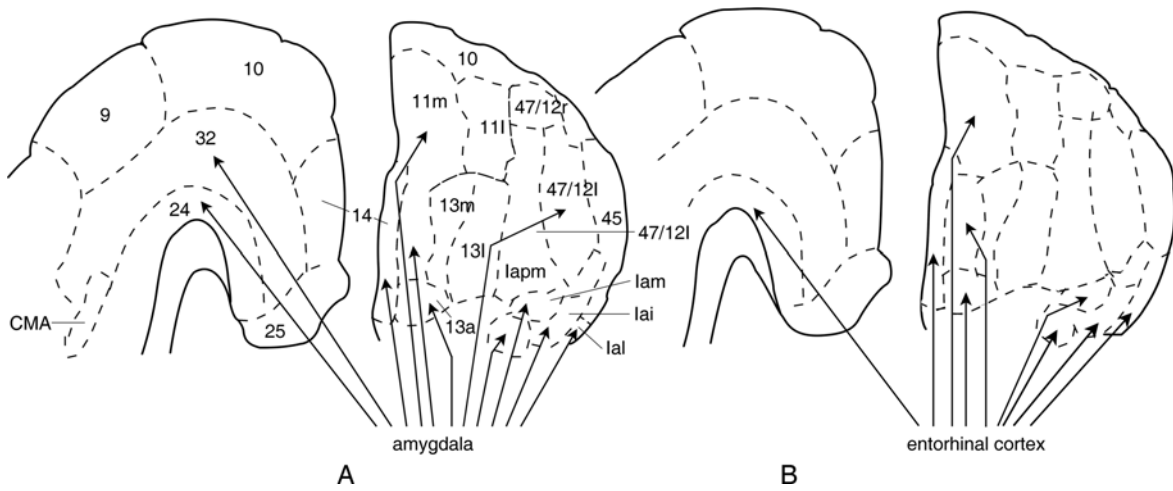 10
9
32
24
25
CMA
14
10
11m
11l
47/12r
13m
47/12l
13l
45
47/12l
Iapm
Iam
13a
Iai
Ial
amygdala
A
entorhinal cortex
B